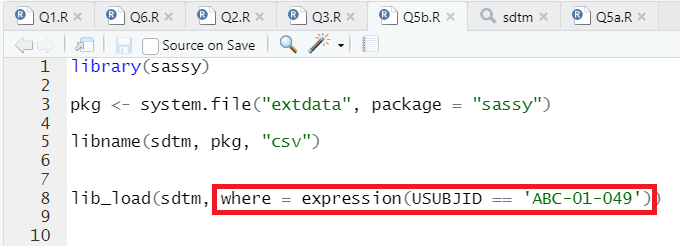 Q1.R Q6.R Q2.R Q3.R Q5b.R sdtm Q5a.R
Source on Save
1 library(sassy)
2
3 pkg <- system.file("extdata", package = "sassy")
4
5 libname(sdtm, pkg, "csv")
6
7
8 lib_load(sdtm, where = expression(USUBJID == 'ABC-01-049'))
9
10